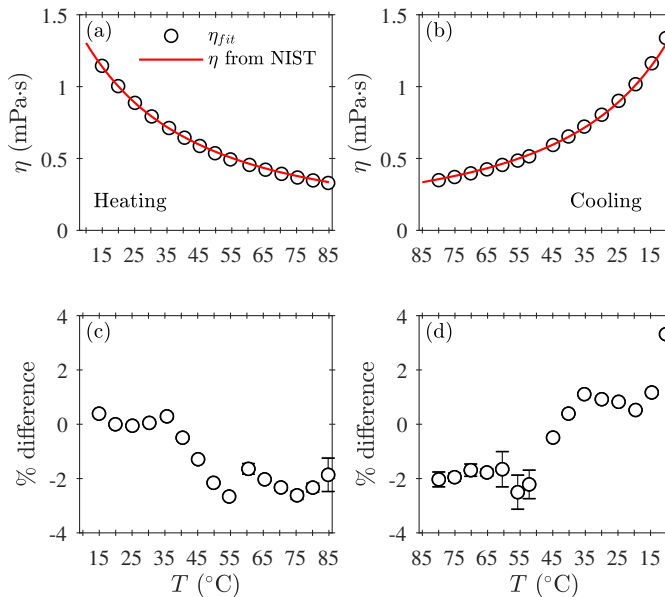 (a)
η_fit
η from NIST
Heating
η (mPa·s)
1.5
1
0.5
0
15 25 35 45 55 65 75 85
(b)
Cooling
η (mPa·s)
1.5
1
0.5
0
85 75 65 55 45 35 25 15
(c)
% difference
4
2
0
-2
-4
15 25 35 45 55 65 75 85
T (°C)
(d)
% difference
4
2
0
-2
-4
85 75 65 55 45 35 25 15
T (°C)